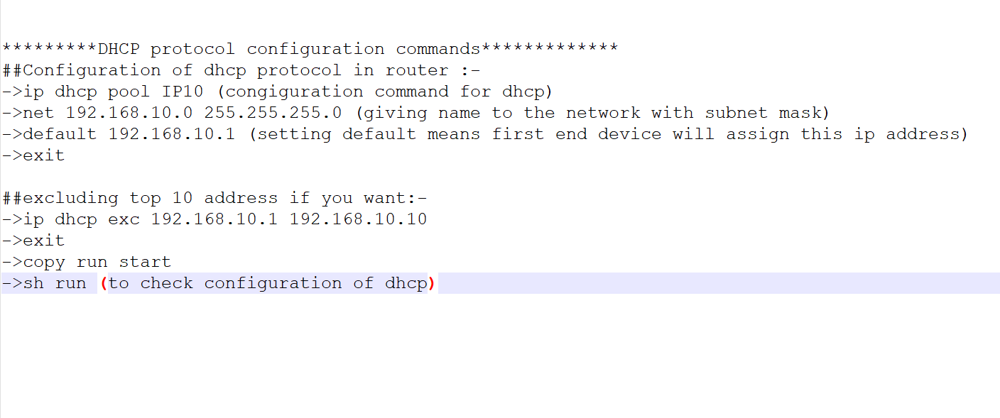 *********DHCP protocol configuration commands*************
##Configuration of dhcp protocol in router :-
->ip dhcp pool IP10 (congiguration command for dhcp)
->net 192.168.10.0 255.255.255.0 (giving name to the network with subnet mask)
->default 192.168.10.1 (setting default means first end device will assign this ip address)
->exit
##excluding top 10 address if you want:-
->ip dhcp exc 192.168.10.1 192.168.10.10
->exit
->copy run start
->sh run (to check configuration of dhcp)